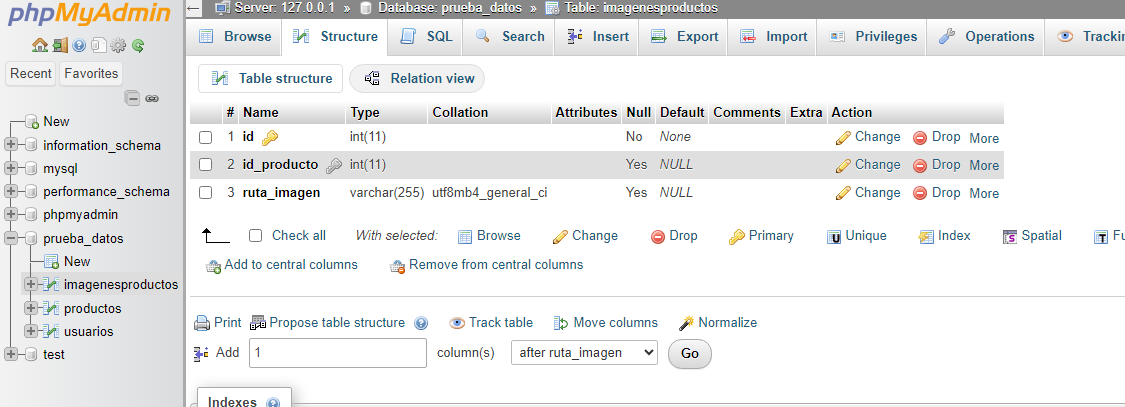 phpMyAdmin
Recent Favorites
New
information_schema
mysql
performance_schema
phpmyadmin
prueba_datos
New
imagenesproductos
productos
usuarios
test
Server: 127.0.0.1 » Database: prueba_datos » Table: imagenesproductos
Browse Structure SQL Search Insert Export Import Privileges Operations Trackin
Table structure Relation view
# Name Type Collation Attributes Null Default Comments Extra Action
1 id int(11) No None Change Drop More
2 id_producto int(11) Yes NULL Change Drop More
3 ruta_imagen varchar(255) utf8mb4_general_ci Yes NULL Change Drop More
Check all With selected: Browse Change Drop Primary Unique Index Spatial Fu
Add to central columns Remove from central columns
Print Propose table structure Track table Move columns Normalize
Add 1 column(s) after ruta_imagen Go
Indexes